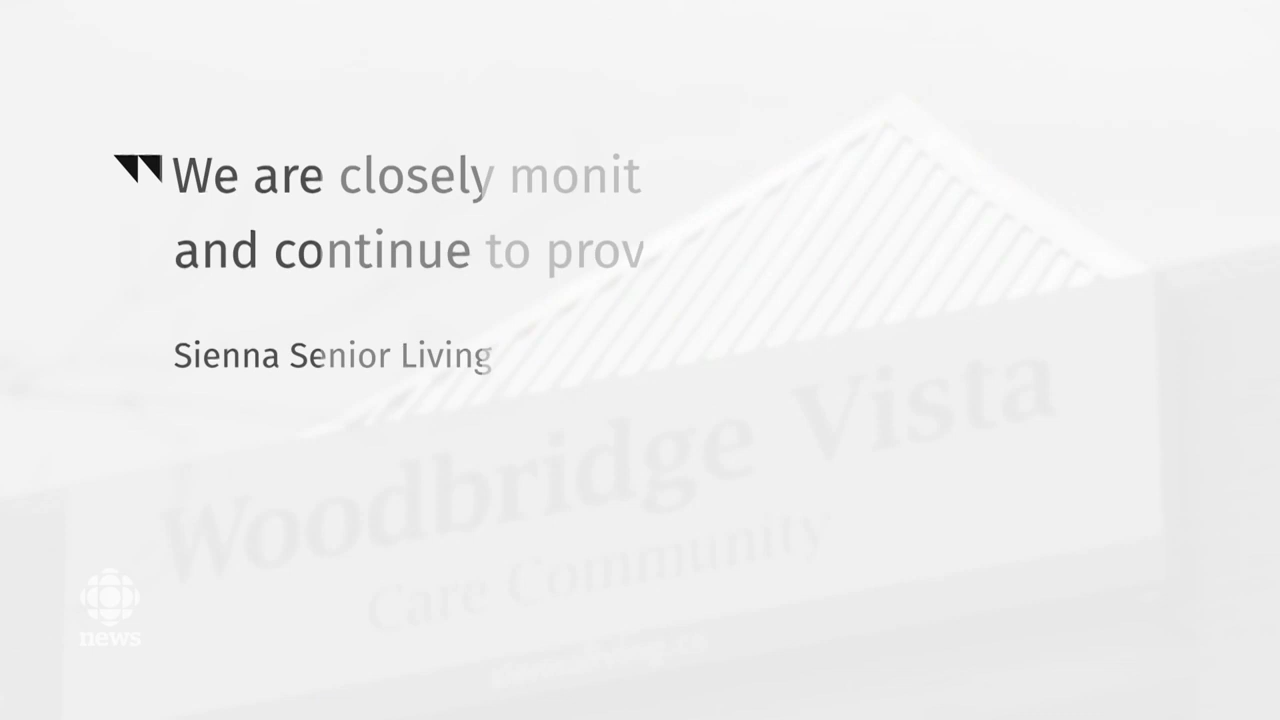 We are closely monit
and continue to prov
Sienna Senior Living
Woodbridge Vista
Care Community
news